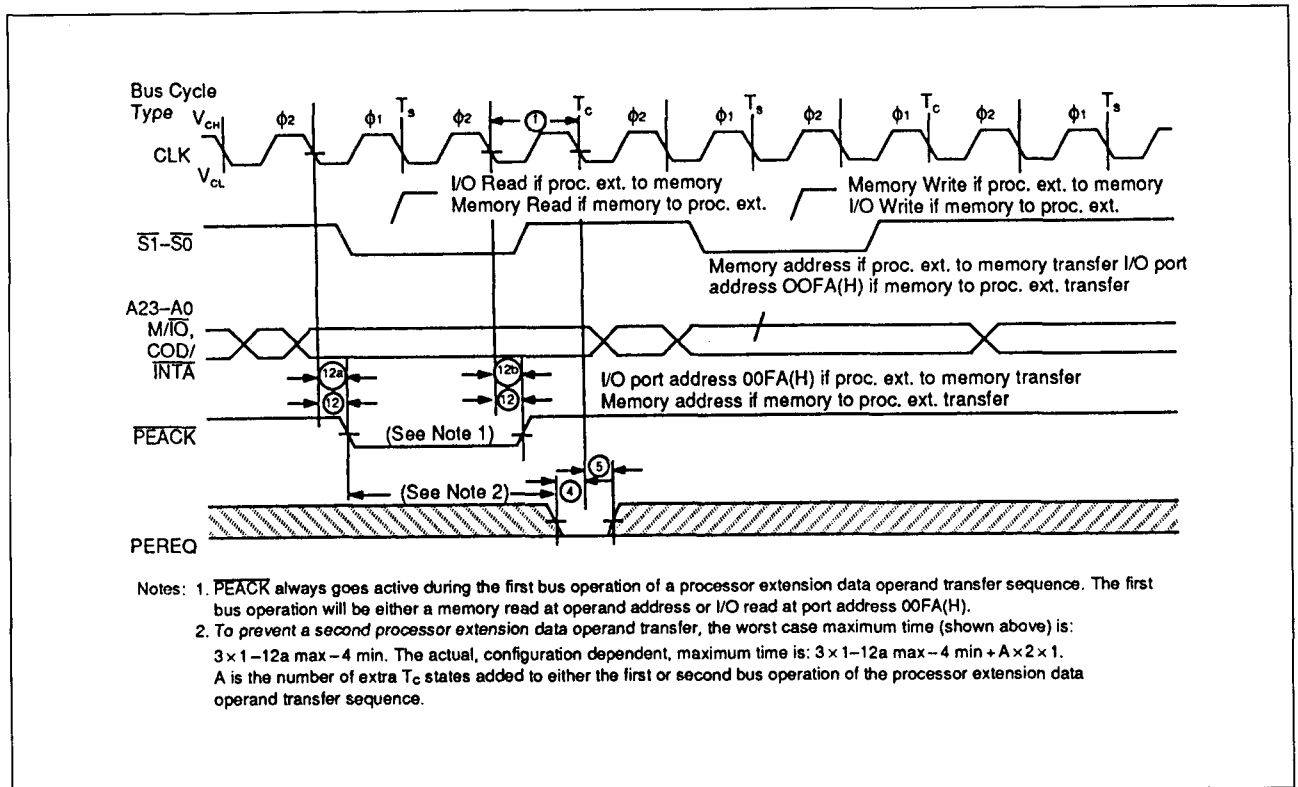 Bus Cycle
Type
V_CH
φ2 φ1 T_s φ2 ① T_c φ2 φ1 T_s φ2 φ1 T_c φ2 φ1 T_s
CLK
V_CL
I/O Read if proc. ext. to memory
Memory Read if memory to proc. ext.
Memory Write if proc. ext. to memory
I/O Write if memory to proc. ext.
S̅1̅–S̅0̅
Memory address if proc. ext. to memory transfer I/O port
address OOFA(H) if memory to proc. ext. transfer
A23–A0
M/I̅O̅,
COD/
I̅N̅T̅A̅
12a 12b
12 12
I/O port address 00FA(H) if proc. ext. to memory transfer
Memory address if memory to proc. ext. transfer
P̅E̅A̅C̅K̅
(See Note 1)
5
(See Note 2) 4
PEREQ
Notes: 1. P̅E̅A̅C̅K̅ always goes active during the first bus operation of a processor extension data operand transfer sequence. The first
bus operation will be either a memory read at operand address or I/O read at port address 00FA(H).
2. To prevent a second processor extension data operand transfer, the worst case maximum time (shown above) is:
3 × 1–12a max–4 min. The actual, configuration dependent, maximum time is: 3 × 1–12a max–4 min + A × 2 × 1.
A is the number of extra T_c states added to either the first or second bus operation of the processor extension data
operand transfer sequence.